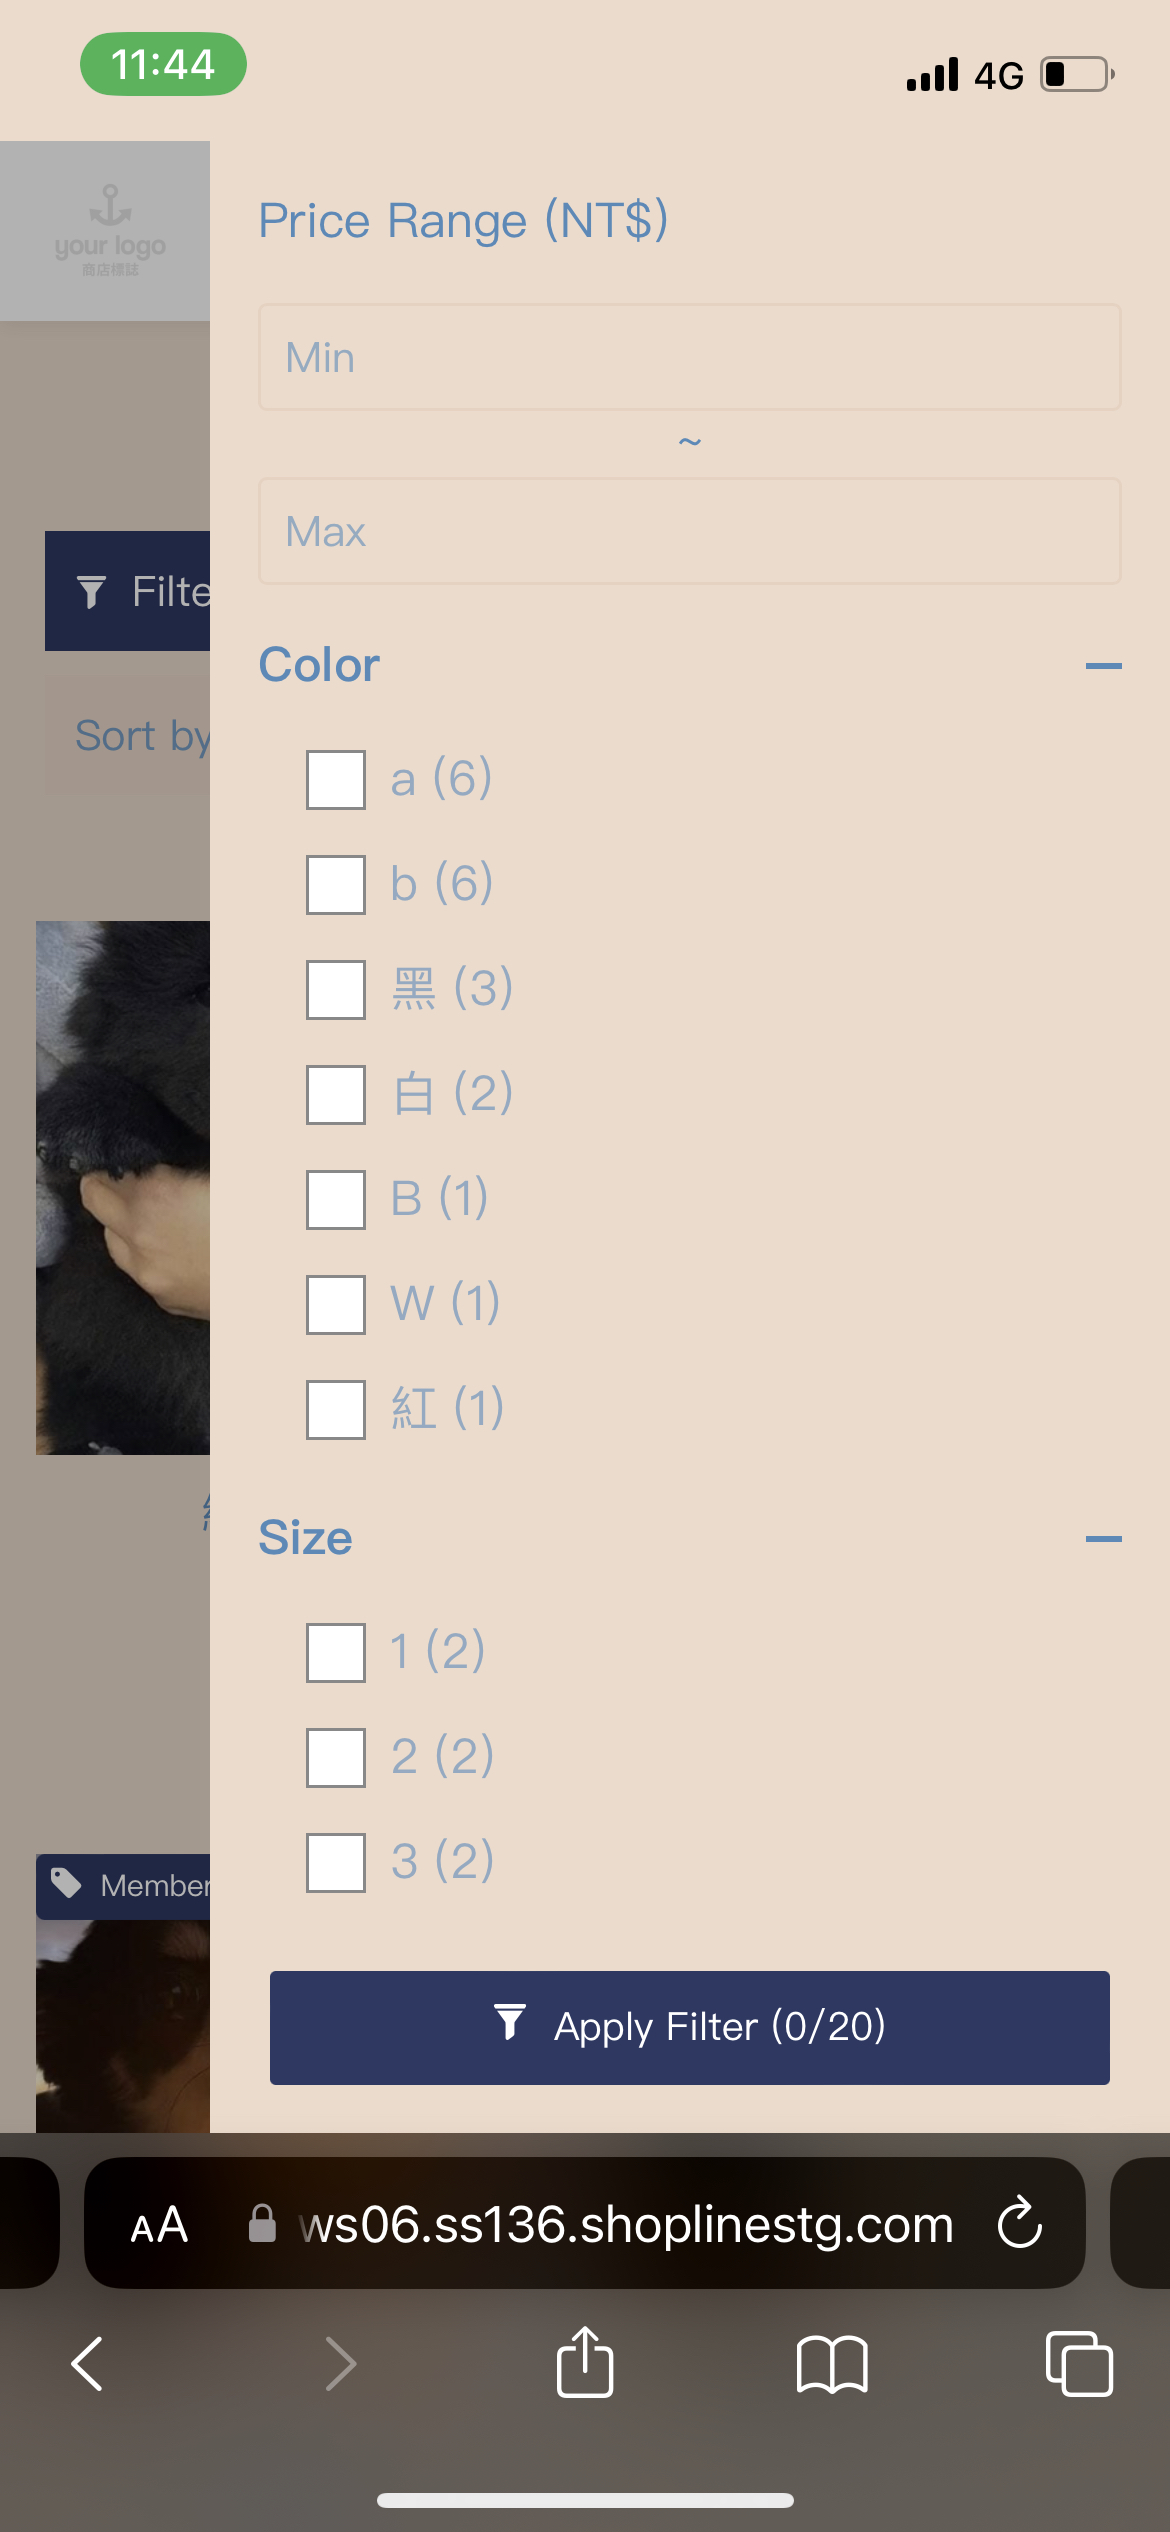 11:44
4G
your logo
商店標誌
Price Range (NT$)
Min
~
Max
Filte
Sort by
Color
a (6)
b (6)
黑 (3)
白 (2)
B (1)
W (1)
紅 (1)
Size
1 (2)
2 (2)
3 (2)
Member
Apply Filter (0/20)
AA
ws06.ss136.shoplinestg.com